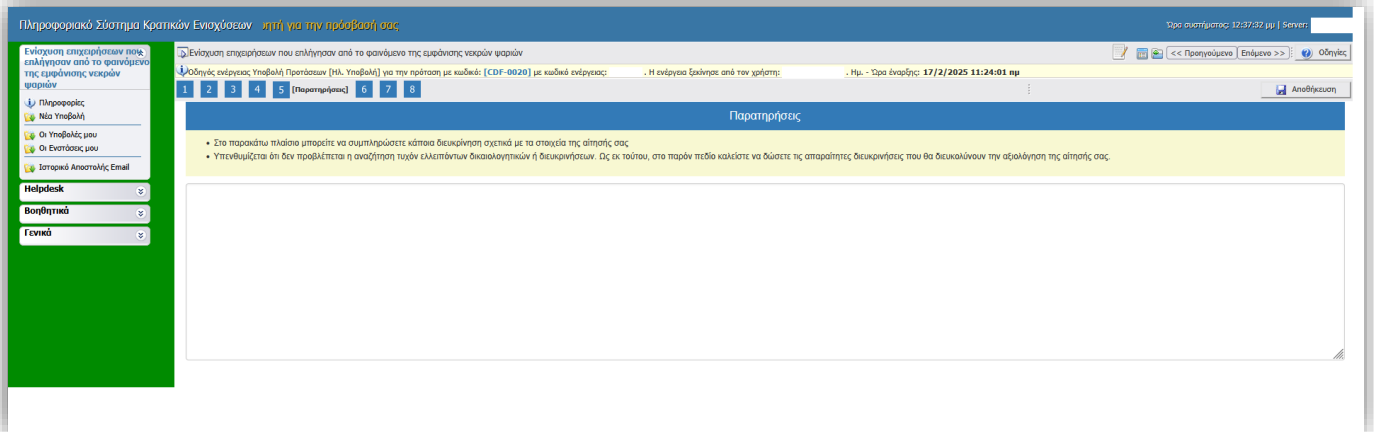 Πληροφοριακό Σύστημα Κρατικών Ενισχύσεων
για την πρόσβασή σας
Ώρα συστήματος: 12:37:32 μμ | Server:
Ενίσχυση επιχειρήσεων που
επλήγησαν από το φαινόμενο
της εμφάνισης νεκρών
ψαριών
Πληροφορίες
Νέα Υποβολή
Οι Υποβολές μου
Οι Ενστάσεις μου
Ιστορικό Αποστολής Email
Helpdesk
Βοηθητικά
Γενικά
Ενίσχυση επιχειρήσεων που επλήγησαν από το φαινόμενο της εμφάνισης νεκρών ψαριών
<< Προηγούμενο Επόμενο >> Οδηγίες
Οδηγός ενέργειας Υποβολή Προτάσεων [Ηλ. Υποβολή] για την πρόταση με κωδικό: [CDF-0020] με κωδικό ενέργειας: . Η ενέργεια ξεκίνησε από τον χρήστη: . Ημ. - Ώρα έναρξης: 17/2/2025 11:24:01 πμ
1 2 3 4 5 [Παρατηρήσεις] 6 7 8
Αποθήκευση
Παρατηρήσεις
• Στο παρακάτω πλαίσιο μπορείτε να συμπληρώσετε κάποια διευκρίνηση σχετικά με τα στοιχεία της αίτησής σας
• Υπενθυμίζεται ότι δεν προβλέπεται η αναζήτηση τυχόν ελλειπόντων δικαιολογητικών ή διευκρινήσεων. Ως εκ τούτου, στο παρόν πεδίο καλείστε να δώσετε τις απαραίτητες διευκρινήσεις που θα διευκολύνουν την αξιολόγηση της αίτησής σας.